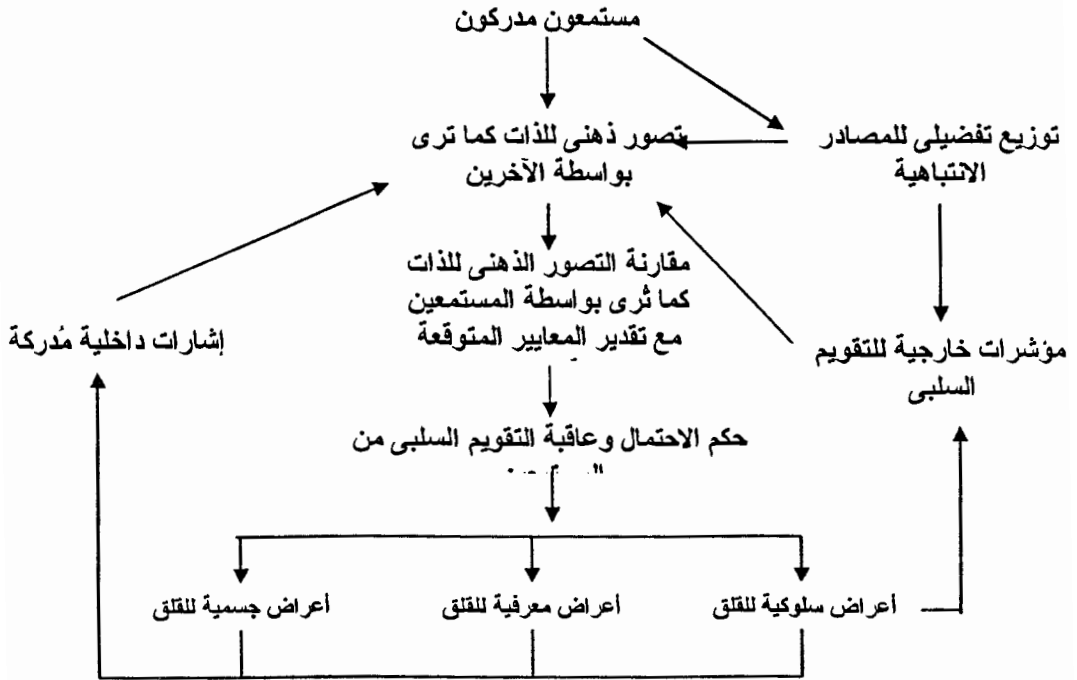 مستمعون مدركون
تصور ذهنى للذات كما ترى
بواسطة الآخرين
توزيع تفضيلى للمصادر
الانتباهية
مقارنة التصور الذهنى للذات
كما تُرى بواسطة المستمعين
مع تقدير المعايير المتوقعة
إشارات داخلية مُدركة
مؤشرات خارجية للتقويم
السلبى
حكم الاحتمال وعاقبة التقويم السلبى من
أعراض جسمية للقلق
أعراض معرفية للقلق
أعراض سلوكية للقلق